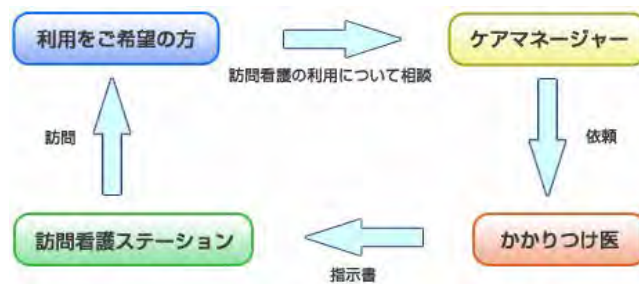 利用をご希望の方
ケアマネージャー
訪問看護の利用について相談
訪問
依頼
訪問看護ステーション
かかりつけ医
指示書